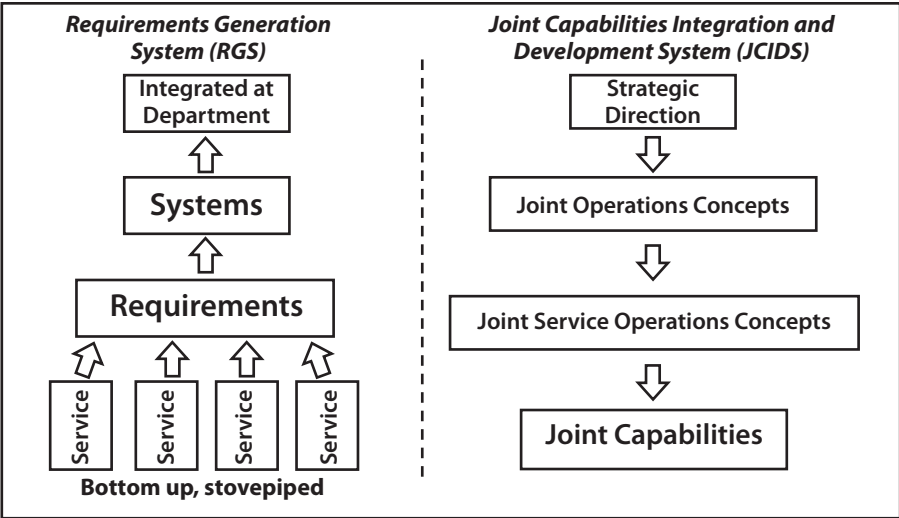 Requirements Generation
System (RGS)
Integrated at
Department
Systems
Requirements
Service
Service
Service
Service
Bottom up, stovepiped
Joint Capabilities Integration and
Development System (JCIDS)
Strategic
Direction
Joint Operations Concepts
Joint Service Operations Concepts
Joint Capabilities